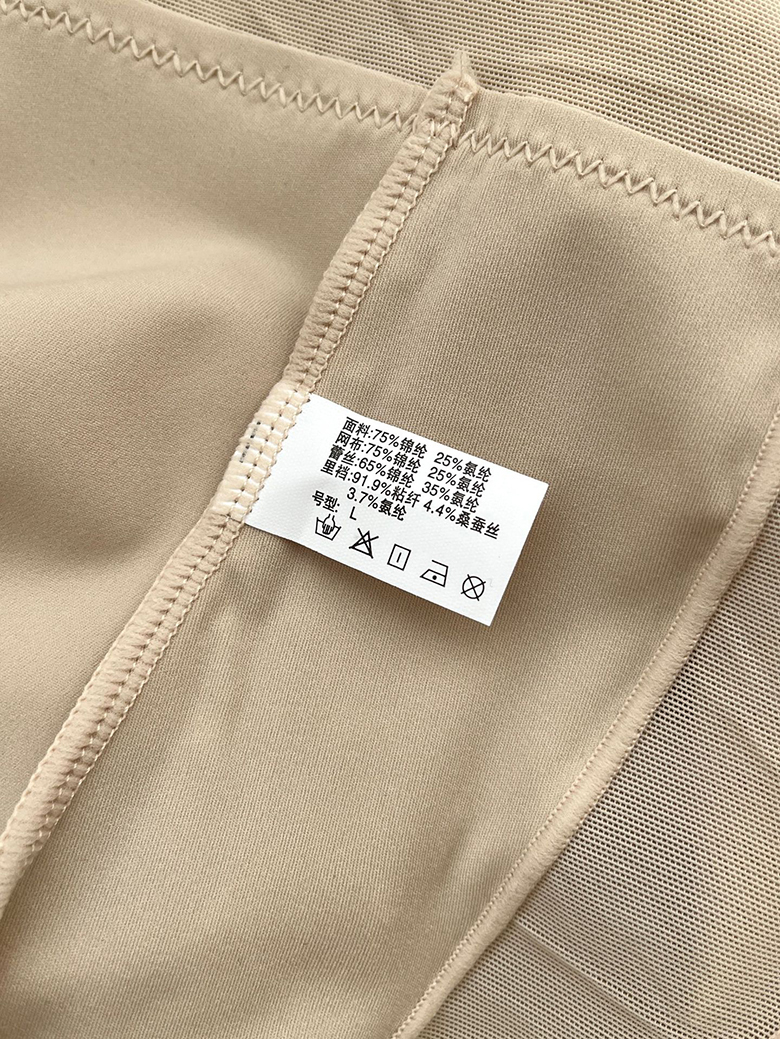 面料:75%锦纶 25%氨纶
网布:75%锦纶 25%氨纶
蕾丝:65%锦纶 35%氨纶
里裆:91.9%粘纤 4.4%桑蚕丝
3.7%氨纶
号型: L